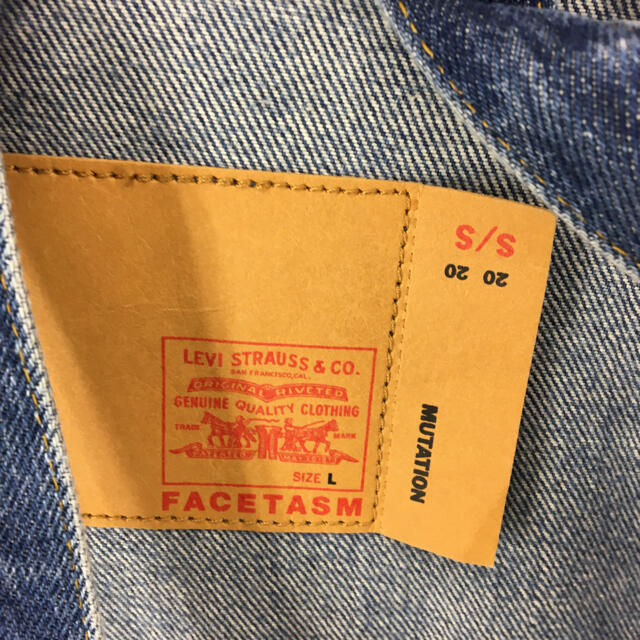 LEVI STRAUSS & CO.
SAN FRANCISCO, CAL.
ORIGINAL RIVETED
GENUINE QUALITY CLOTHING
TRADE MARK
SIZE L
FACETASM
S/S
20 20
MUTATION